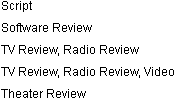 Script
Software Review
TV Review, Radio Review
TV Review, Radio Review, Video
Theater Review